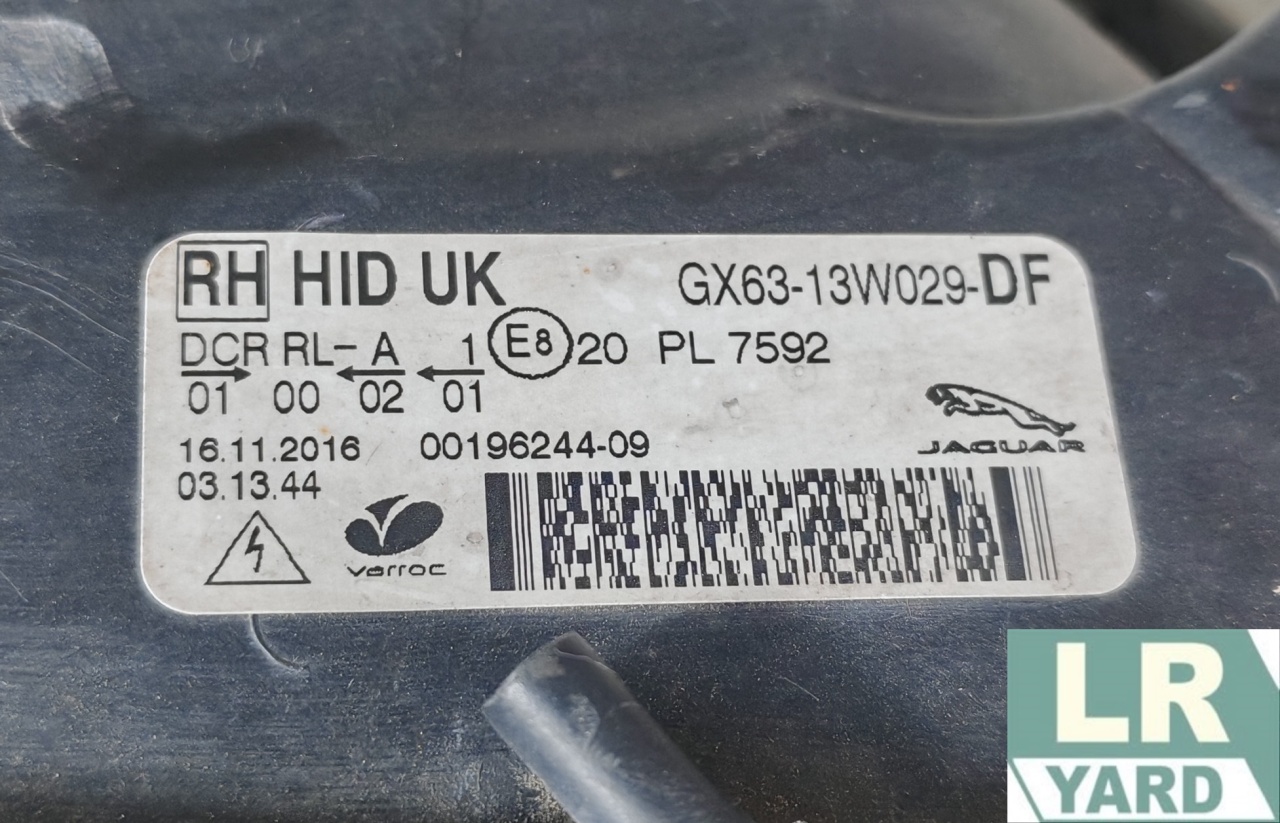 RH HID UK GX63-13W029-DF
DCR RL- A 1 E8 20 PL 7592
01 00 02 01
JAGUAR
16.11.2016 00196244-09
03.13.44
varroc
LR
YARD